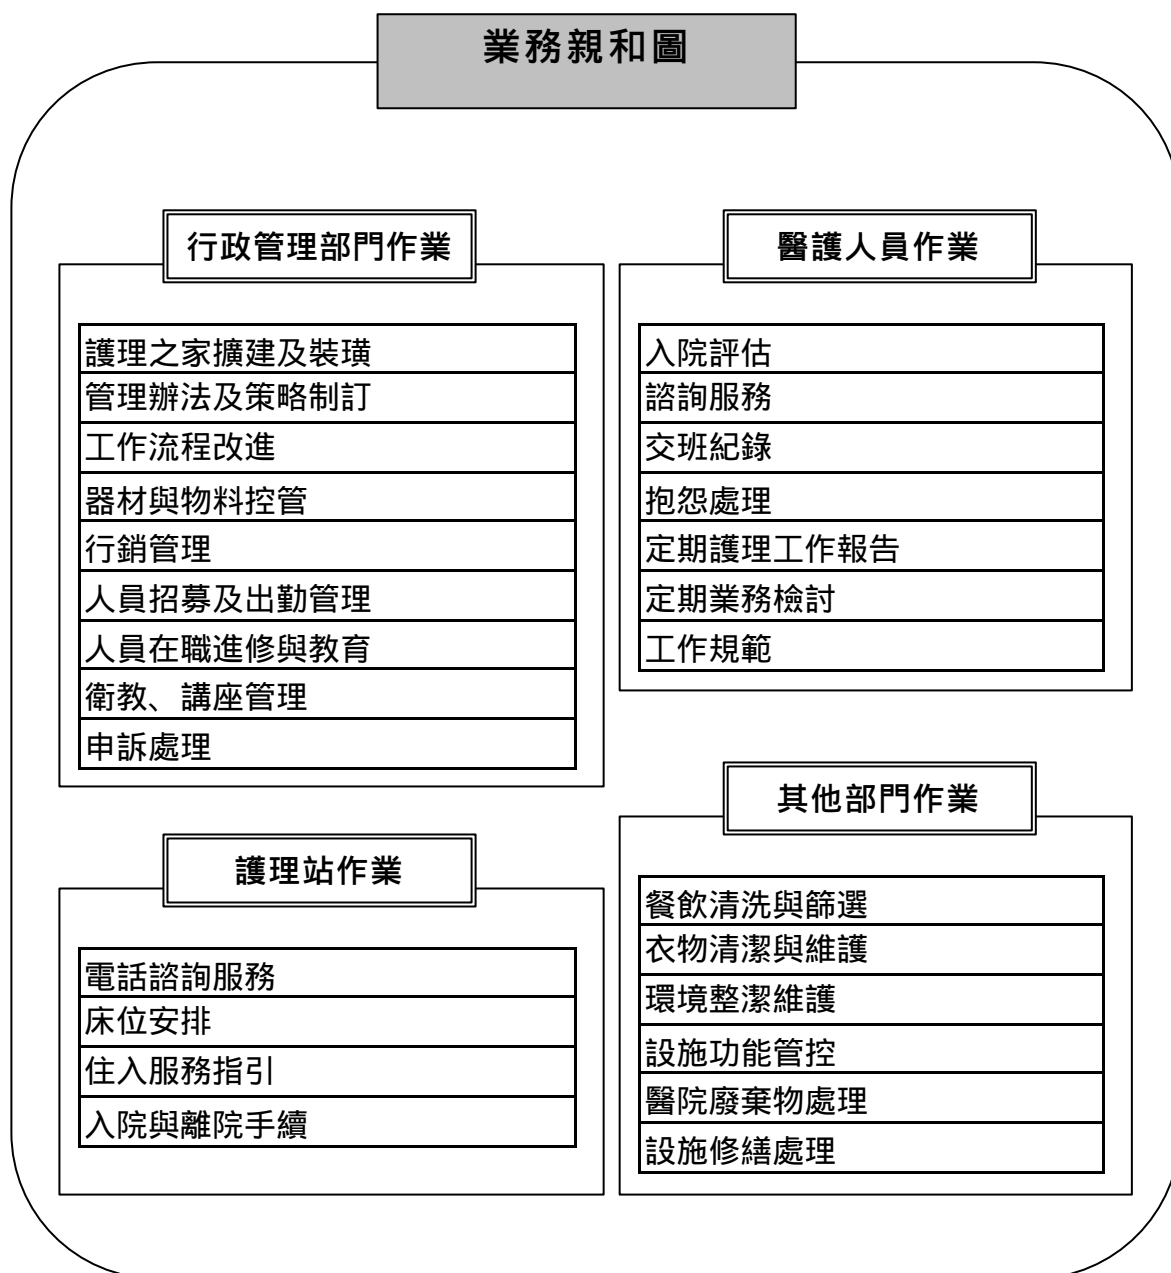 業務親和圖
行政管理部門作業
護理之家擴建及裝璜
管理辦法及策略制訂
工作流程改進
器材與物料控管
行銷管理
人員招募及出勤管理
人員在職進修與教育
衛教、講座管理
申訴處理
醫護人員作業
入院評估
諮詢服務
交班紀錄
抱怨處理
定期護理工作報告
定期業務檢討
工作規範
護理站作業
電話諮詢服務
床位安排
住入服務指引
入院與離院手續
其他部門作業
餐飲清洗與篩選
衣物清潔與維護
環境整潔維護
設施功能管控
醫院廢棄物處理
設施修繕處理